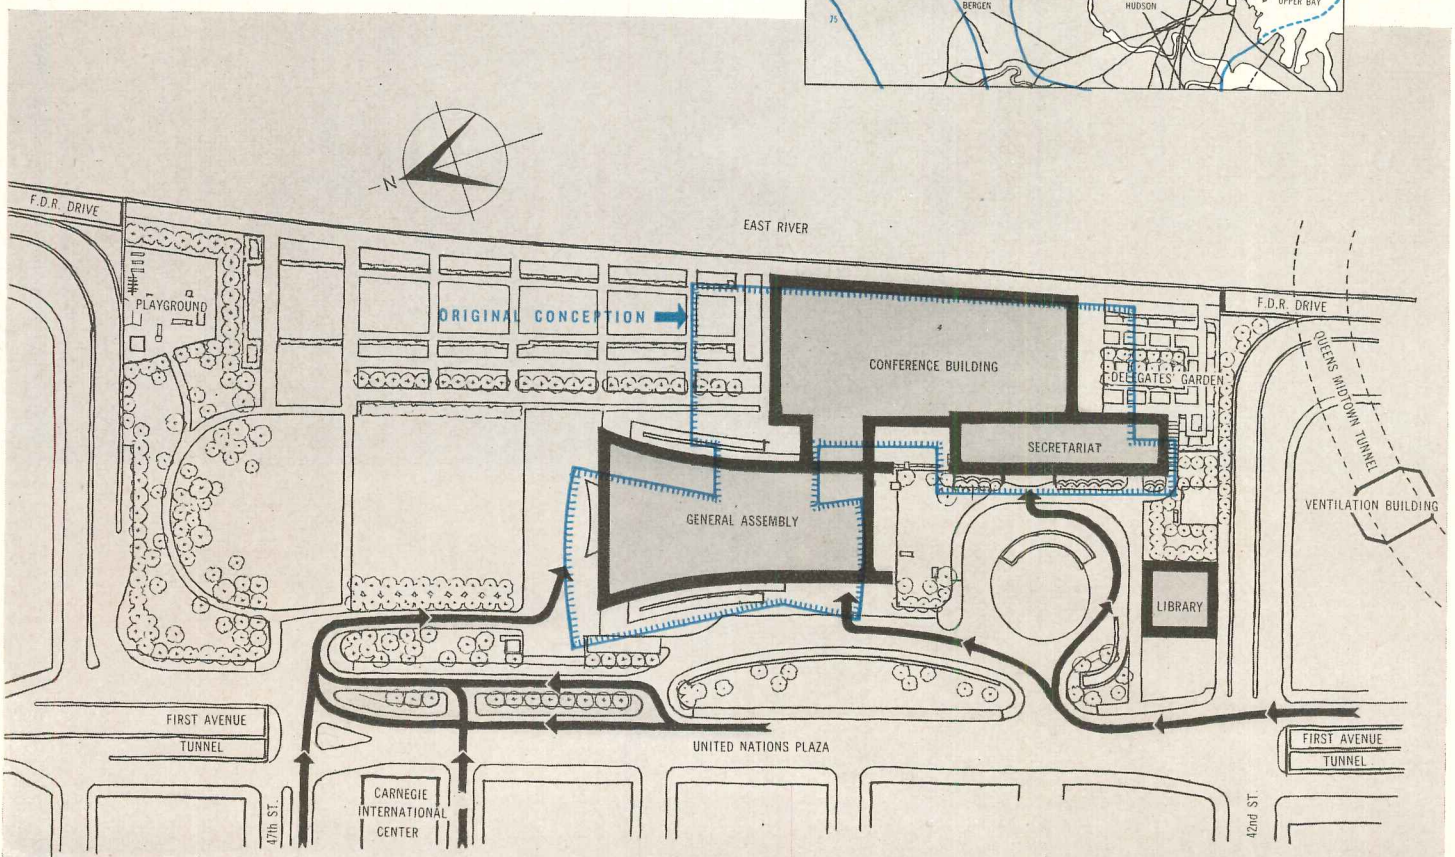 75
BERGEN
HUDSON
UPPER BAY
N
EAST RIVER
F.D.R. DRIVE
PLAYGROUND
ORIGINAL CONCEPTION
CONFERENCE BUILDING
DELEGATES' GARDEN
F.D.R. DRIVE
QUEENS MIDTOWN TUNNEL
SECRETARIAT
GENERAL ASSEMBLY
VENTILATION BUILDING
LIBRARY
FIRST AVENUE
TUNNEL
UNITED NATIONS PLAZA
FIRST AVENUE
TUNNEL
47th ST.
CARNEGIE
INTERNATIONAL
CENTER
42nd ST.